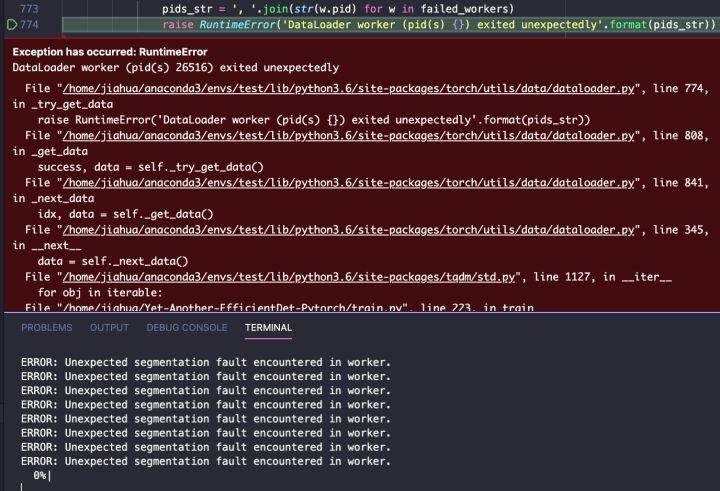 773 pids_str = ', '.join(str(w.pid) for w in failed_workers)
774 raise RuntimeError('DataLoader worker (pid(s) {}) exited unexpectedly'.format(pids_str))
Exception has occurred: RuntimeError
DataLoader worker (pid(s) 26516) exited unexpectedly
File "/home/jiahua/anaconda3/envs/test/lib/python3.6/site-packages/torch/utils/data/dataloader.py", line 774,
in _try_get_data
raise RuntimeError('DataLoader worker (pid(s) {}) exited unexpectedly'.format(pids_str))
File "/home/jiahua/anaconda3/envs/test/lib/python3.6/site-packages/torch/utils/data/dataloader.py", line 808,
in _get_data
success, data = self._try_get_data()
File "/home/jiahua/anaconda3/envs/test/lib/python3.6/site-packages/torch/utils/data/dataloader.py", line 841,
in _next_data
idx, data = self._get_data()
File "/home/jiahua/anaconda3/envs/test/lib/python3.6/site-packages/torch/utils/data/dataloader.py", line 345,
in __next__
data = self._next_data()
File "/home/jiahua/anaconda3/envs/test/lib/python3.6/site-packages/tqdm/std.py", line 1127, in __iter__
for obj in iterable:
File "/home/jiahua/Yet-Another-EfficientDet-Pytorch/train.py", line 223, in train
PROBLEMS OUTPUT DEBUG CONSOLE TERMINAL
ERROR: Unexpected segmentation fault encountered in worker.
ERROR: Unexpected segmentation fault encountered in worker.
ERROR: Unexpected segmentation fault encountered in worker.
ERROR: Unexpected segmentation fault encountered in worker.
ERROR: Unexpected segmentation fault encountered in worker.
ERROR: Unexpected segmentation fault encountered in worker.
ERROR: Unexpected segmentation fault encountered in worker.
ERROR: Unexpected segmentation fault encountered in worker.
0%|